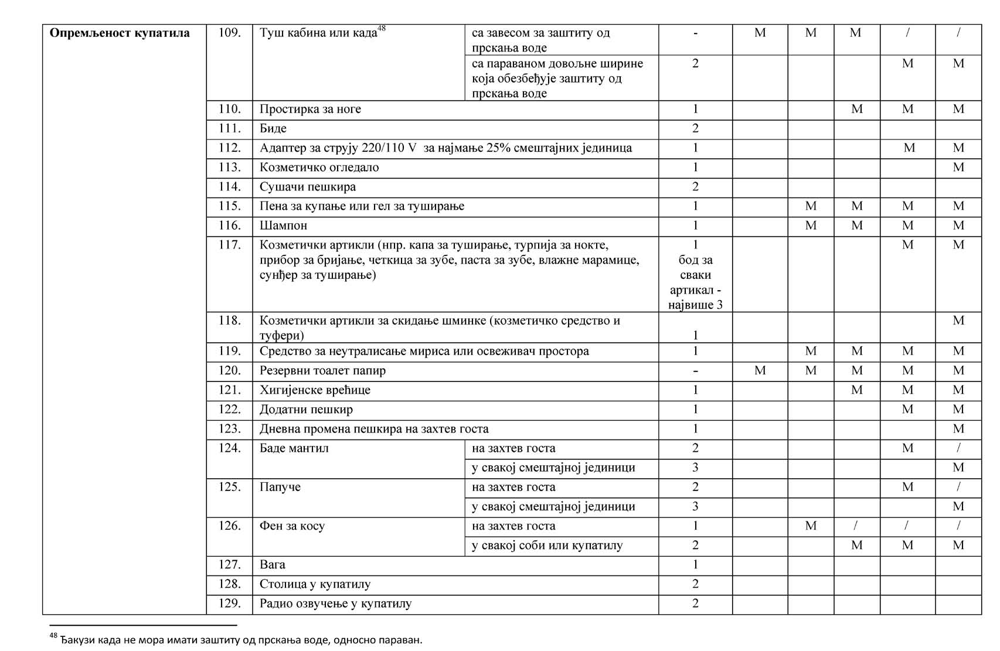 Опремљеност купатила 109. Туш кабина или када48 са завесом за заштиту од - М М М / /
прскања воде
са параваном довољне ширине 2 М М
која обезбеђује заштиту од
прскања воде
110. Простирка за ноге 1 М М М
111. Биде 2
112. Адаптер за струју 220/110 V за најмање 25% смештајних јединица 1 М М
113. Козметичко огледало 1 М
114. Сушачи пешкира 2
115. Пена за купање или гел за туширање 1 М М М М
116. Шампон 1 М М М М
117. Козметички артикли (нпр. капа за туширање, турпија за нокте, 1 М М
прибор за бријање, четкица за зубе, паста за зубе, влажне марамице, бод за
сунђер за туширање) сваки
артикал -
највише 3
118. Козметички артикли за скидање шминке (козметичко средство и М
туфери) 1
119. Средство за неутралисање мириса или освеживач простора 1 М М М М
120. Резервни тоалет папир - М М М М М
121. Хигијенске врећице 1 М М М
122. Додатни пешкир 1 М М
123. Дневна промена пешкира на захтев госта 1 М
124. Баде мантил на захтев госта 2 М /
у свакој смештајној јединици 3 М
125. Папуче на захтев госта 2 М /
у свакој смештајној јединици 3 М
126. Фен за косу на захтев госта 1 М / / /
у свакој соби или купатилу 2 М М М
127. Вага 1
128. Столица у купатилу 2
129. Радио озвучење у купатилу 2
48 Ђакузи када не мора имати заштиту од прскања воде, односно параван.